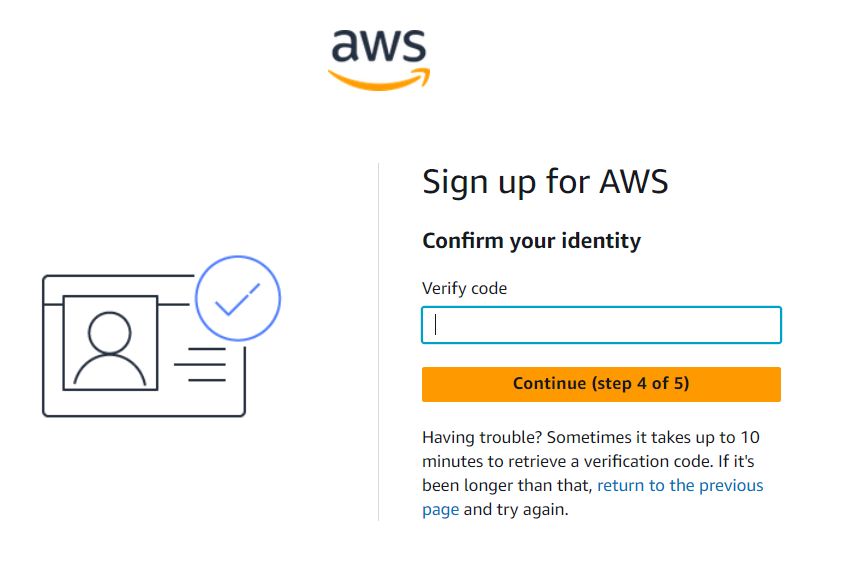 aws
Sign up for AWS
Confirm your identity
Verify code
Continue (step 4 of 5)
Having trouble? Sometimes it takes up to 10
minutes to retrieve a verification code. If it's
been longer than that, return to the previous
page and try again.